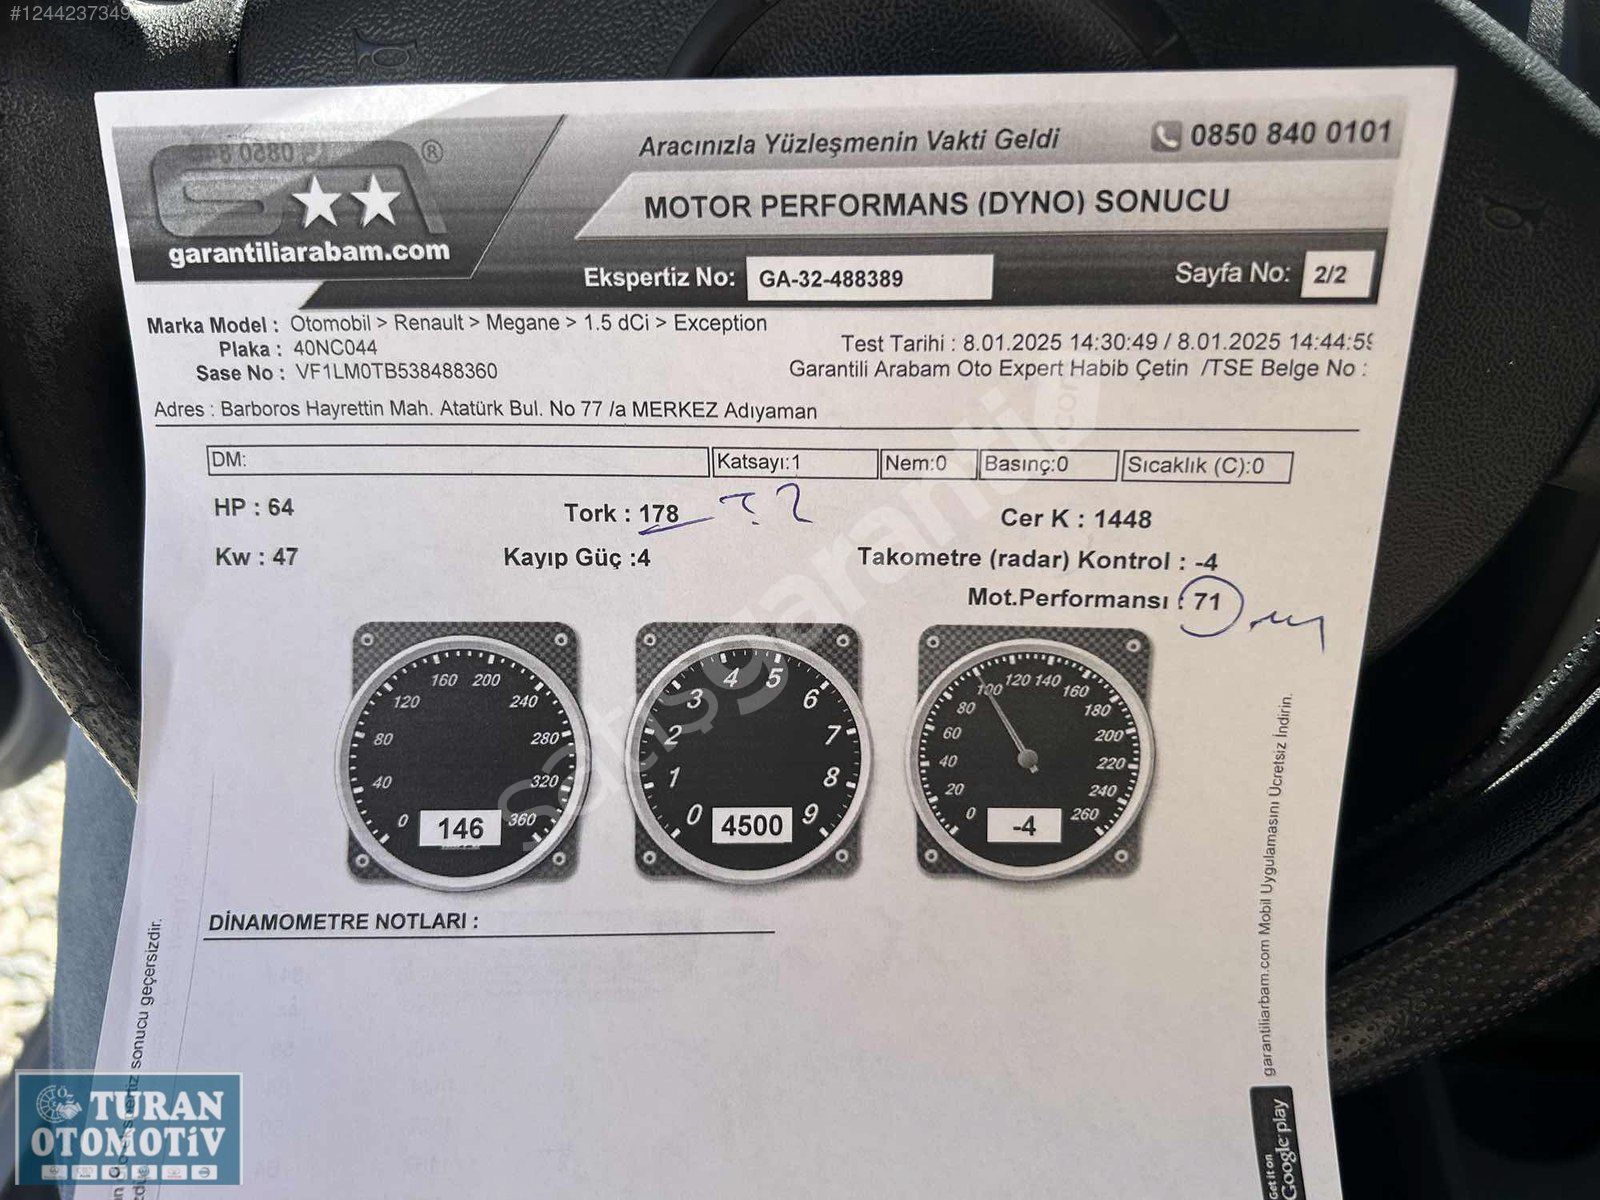 #1244237349
0850 8
®
garantiliarabam.com
Aracınızla Yüzleşmenin Vakti Geldi
0850 840 0101
MOTOR PERFORMANS (DYNO) SONUCU
Ekspertiz No: GA-32-488389
Sayfa No: 2/2
Marka Model : Otomobil > Renault > Megane > 1.5 dCi > Exception
Plaka : 40NC044
Sase No : VF1LM0TB538488360
Test Tarihi : 8.01.2025 14:30:49 / 8.01.2025 14:44:59
Garantili Arabam Oto Expert Habib Çetin /TSE Belge No :
Adres : Barboros Hayrettin Mah. Atatürk Bul. No 77 /a MERKEZ Adıyaman
DM: Katsayı:1 Nem:0 Basınç:0 Sıcaklık (C):0
HP : 64 Tork : 178 ?? Cer K : 1448
Kw : 47 Kayıp Güç :4 Takometre (radar) Kontrol : -4
Mot.Performansı : 71
0 40 80 120 160 200 240 280 320 360
146
0 1 2 3 4 5 6 7 8 9
4500
0 20 40 60 80 100 120 140 160 180 200 220 240 260
-4
DİNAMOMETRE NOTLARI :
satışgaranti.com
garantiliarbam.com Mobil Uygulamasını Ücretsiz İndirin.
Get it on
Google play
sonucu geçersizdir.
TURAN
OTOMOTİV